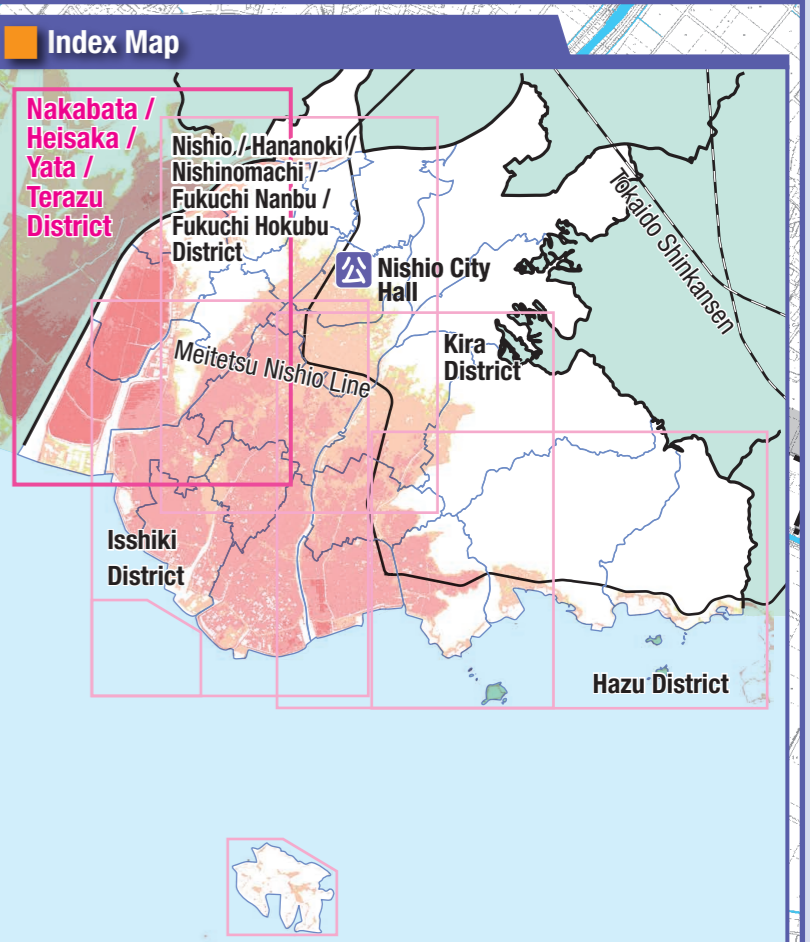 Index Map
Nakabata /
Heisaka /
Yata /
Terazu
District
Nishio / Hananoki /
Nishinomachi /
Fukuchi Nanbu /
Fukuchi Hokubu
District
公
Nishio City
Hall
Tokaido Shinkansen
Kira
District
Meitetsu Nishio Line
Isshiki
District
Hazu District